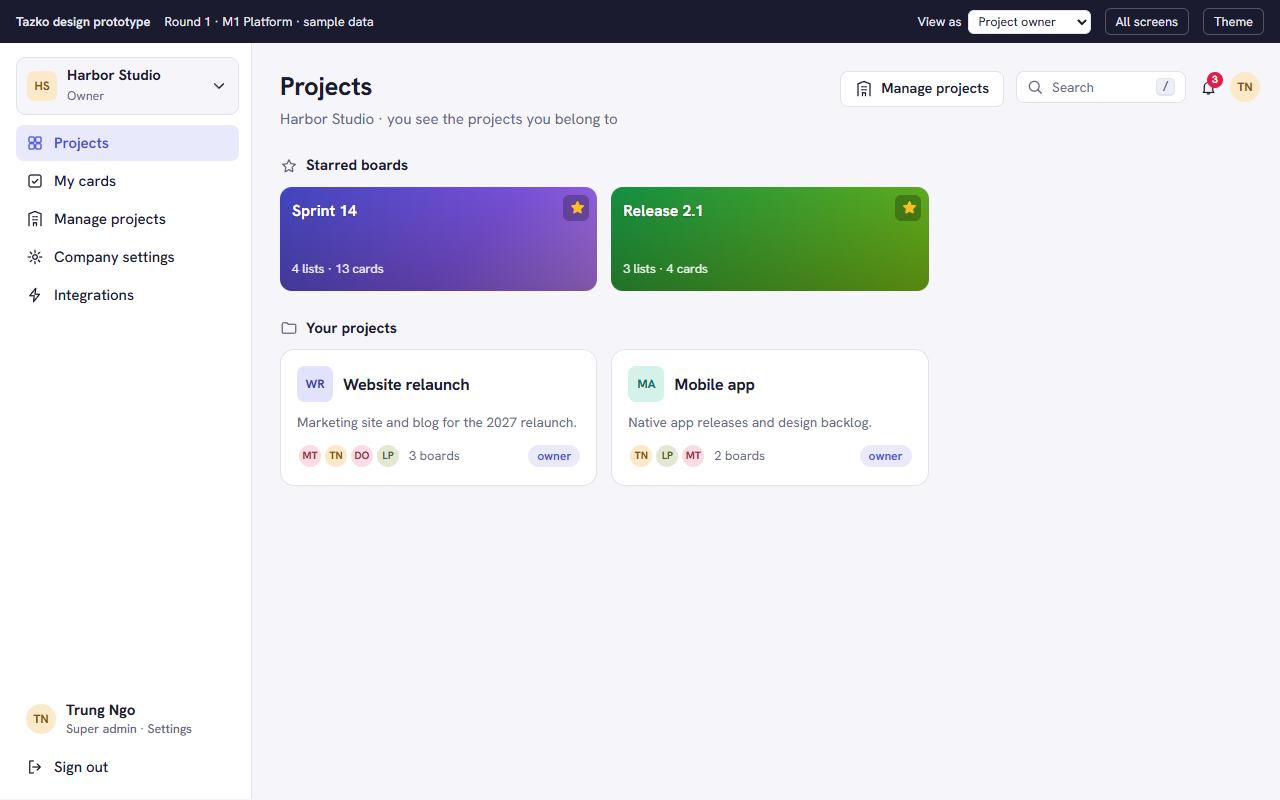 Tazko design prototype Round 1 · M1 Platform · sample data View as Project owner All screens Theme
HS Harbor Studio
Owner
Projects
My cards
Manage projects
Company settings
Integrations
TN Trung Ngo
Super admin · Settings
Sign out
Projects
Harbor Studio · you see the projects you belong to
Manage projects Search / 3 TN
Starred boards
Sprint 14
4 lists · 13 cards
Release 2.1
3 lists · 4 cards
Your projects
WR Website relaunch
Marketing site and blog for the 2027 relaunch.
MT TN DO LP 3 boards owner
MA Mobile app
Native app releases and design backlog.
TN LP MT 2 boards owner